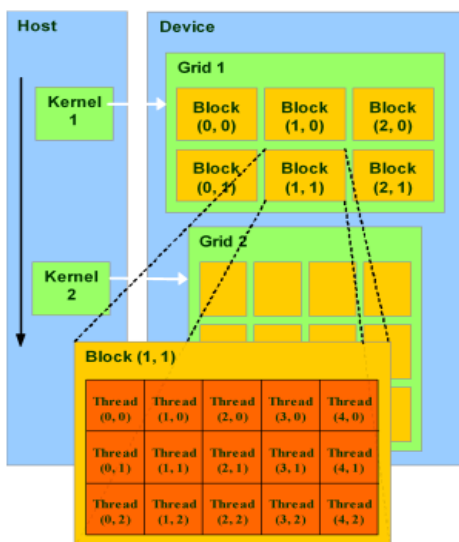 Host
Device
Grid 1
Kernel
1
Block
(0, 0)
Block
(1, 0)
Block
(2, 0)
Block
(0, 1)
Block
(1, 1)
Block
(2, 1)
Grid 2
Kernel
2
Block (1, 1)
Thread
(0, 0)
Thread
(1, 0)
Thread
(2, 0)
Thread
(3, 0)
Thread
(4, 0)
Thread
(0, 1)
Thread
(1, 1)
Thread
(2, 1)
Thread
(3, 1)
Thread
(4, 1)
Thread
(0, 2)
Thread
(1, 2)
Thread
(2, 2)
Thread
(3, 2)
Thread
(4, 2)